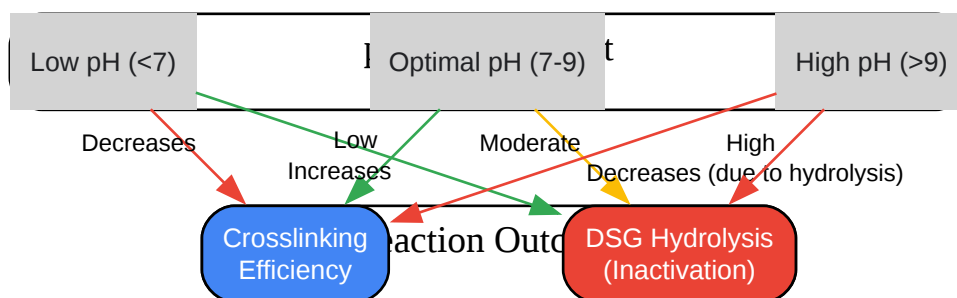 Low pH (<7)
Optimal pH (7-9)
High pH (>9)
Decreases
Low
Increases
Moderate
High
Decreases (due to hydrolysis)
Crosslinking
Efficiency
DSG Hydrolysis
(Inactivation)